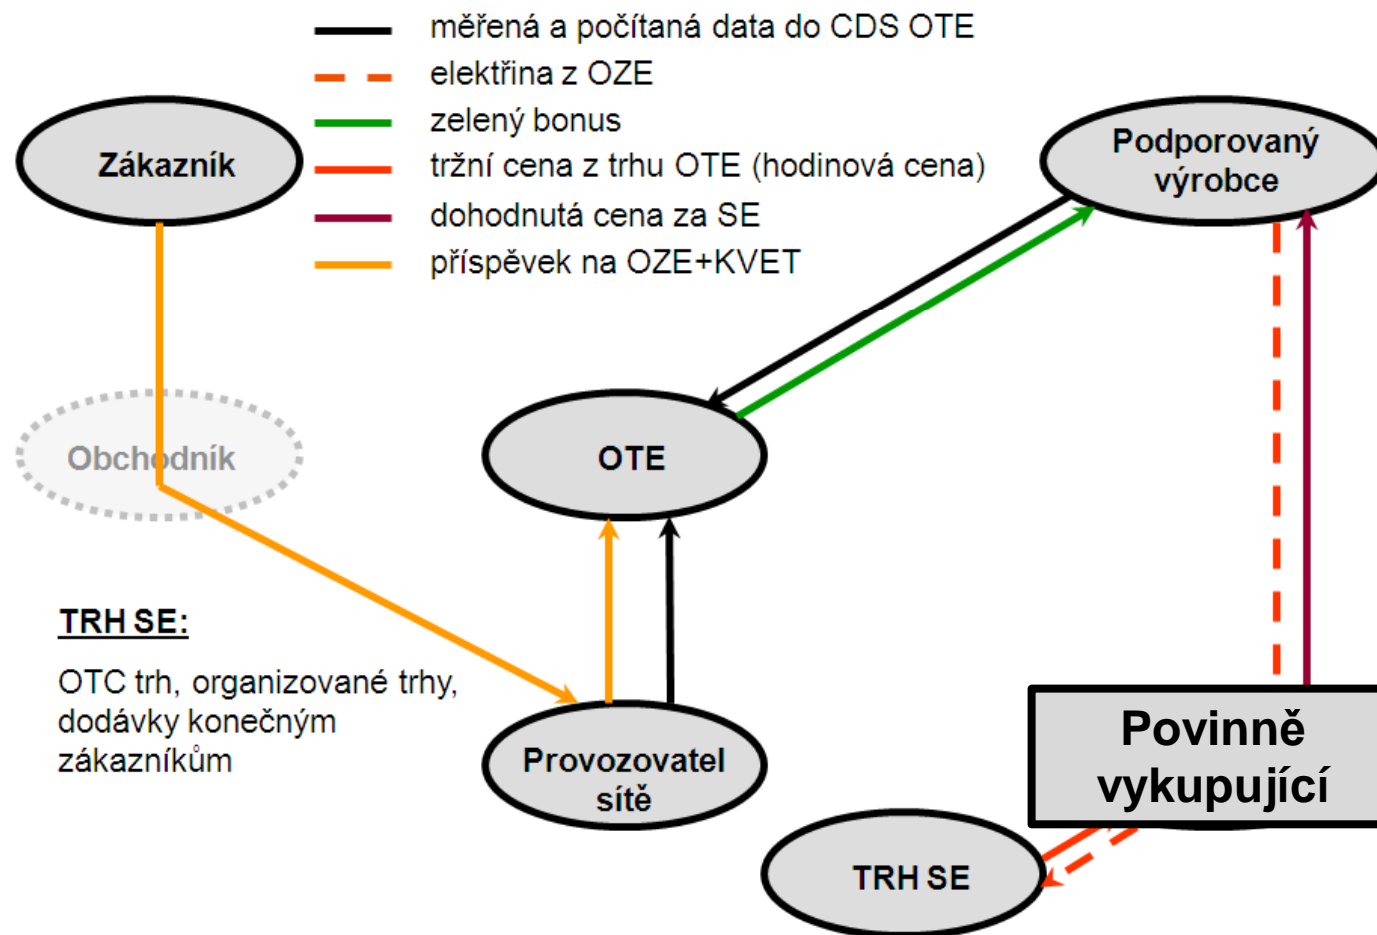 měřená a počítaná data do CDS OTE
elektřina z OZE
zelený bonus
tržní cena z trhu OTE (hodinová cena)
dohodnutá cena za SE
příspěvek na OZE+KVET
Zákazník
Podporovaný
výrobce
Obchodník
OTE
TRH SE:
OTC trh, organizované trhy,
dodávky konečným
zákazníkům
Provozovatel
sítě
Povinně
vykupující
TRH SE